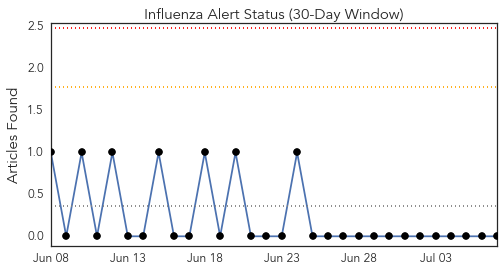 Influenza Alert Status (30-Day Window)
2.5
2.0
1.5
1.0
0.5
0.0
Articles Found
Jun 08 Jun 13 Jun 18 Jun 23 Jun 28 Jul 03